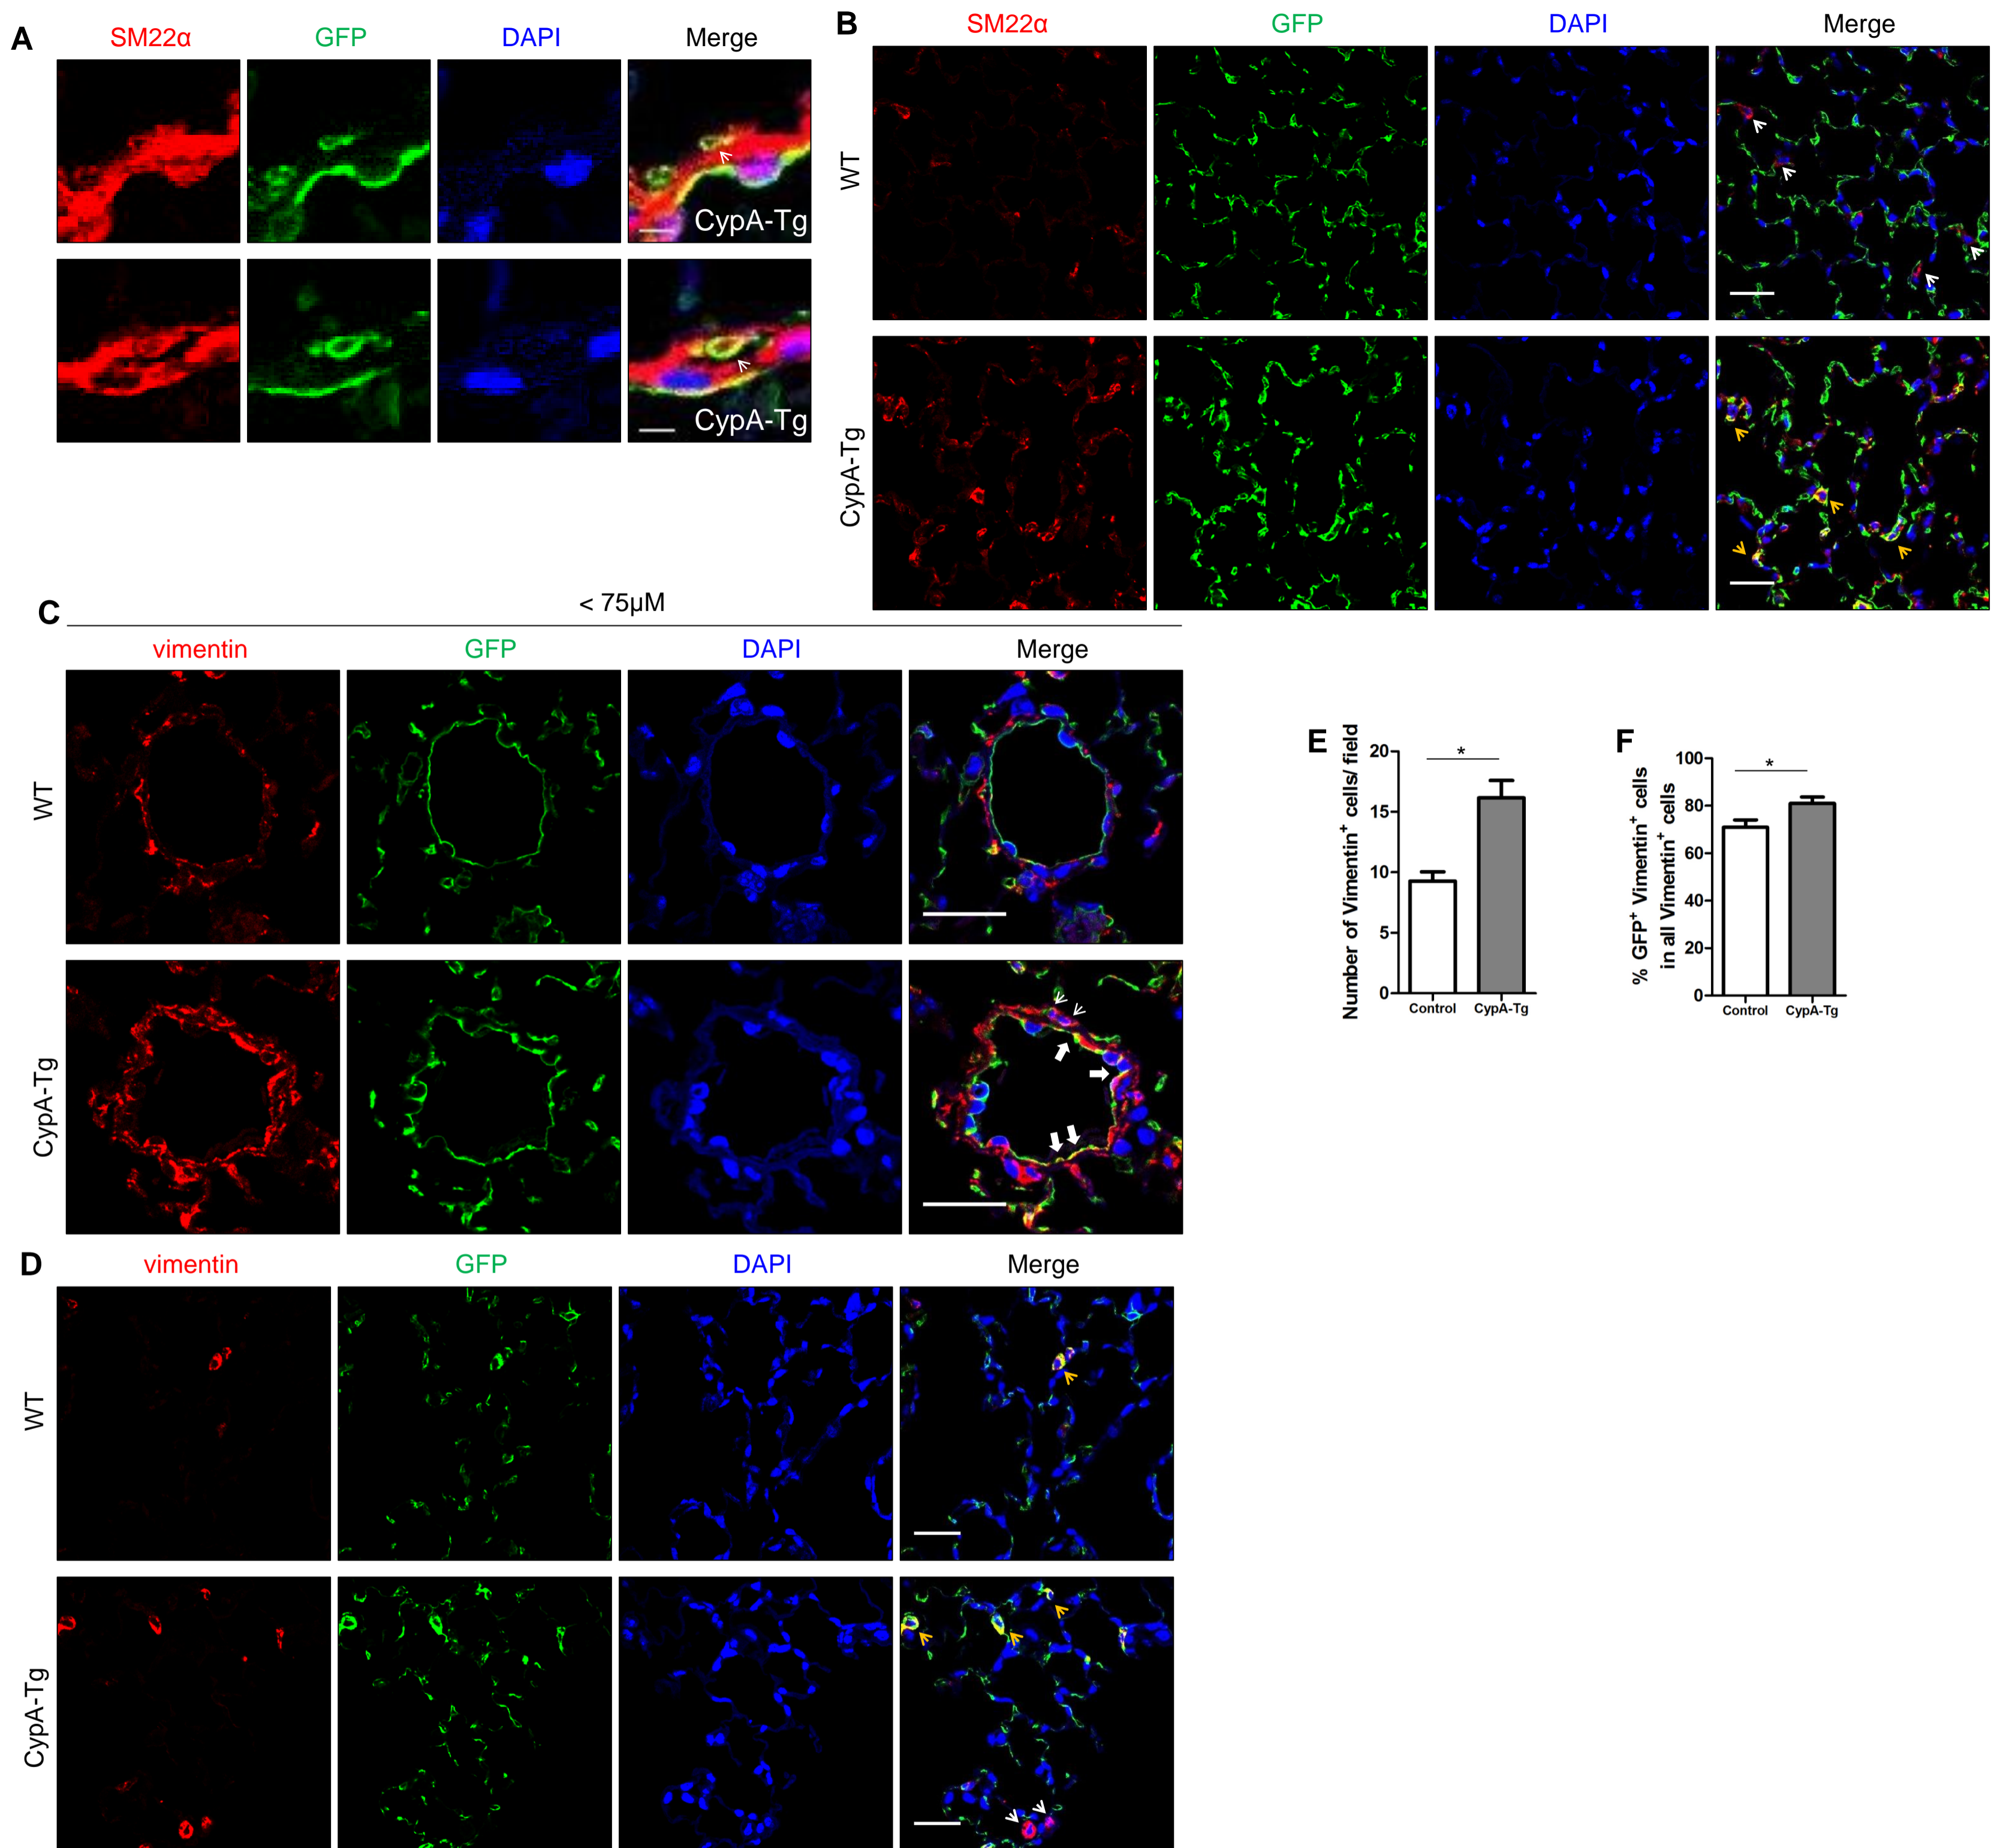 A
SM22α GFP DAPI Merge
CypA-Tg
CypA-Tg
B
SM22α GFP DAPI Merge
WT
CypA-Tg
C
< 75μM
vimentin GFP DAPI Merge
WT
CypA-Tg
D
vimentin GFP DAPI Merge
WT
CypA-Tg
E
Number of Vimentin+ cells/ field
20
15
10
5
0
*
Control CypA-Tg
F
% GFP+ Vimentin+ cells
in all Vimentin+ cells
100
80
60
40
20
0
*
Control CypA-Tg